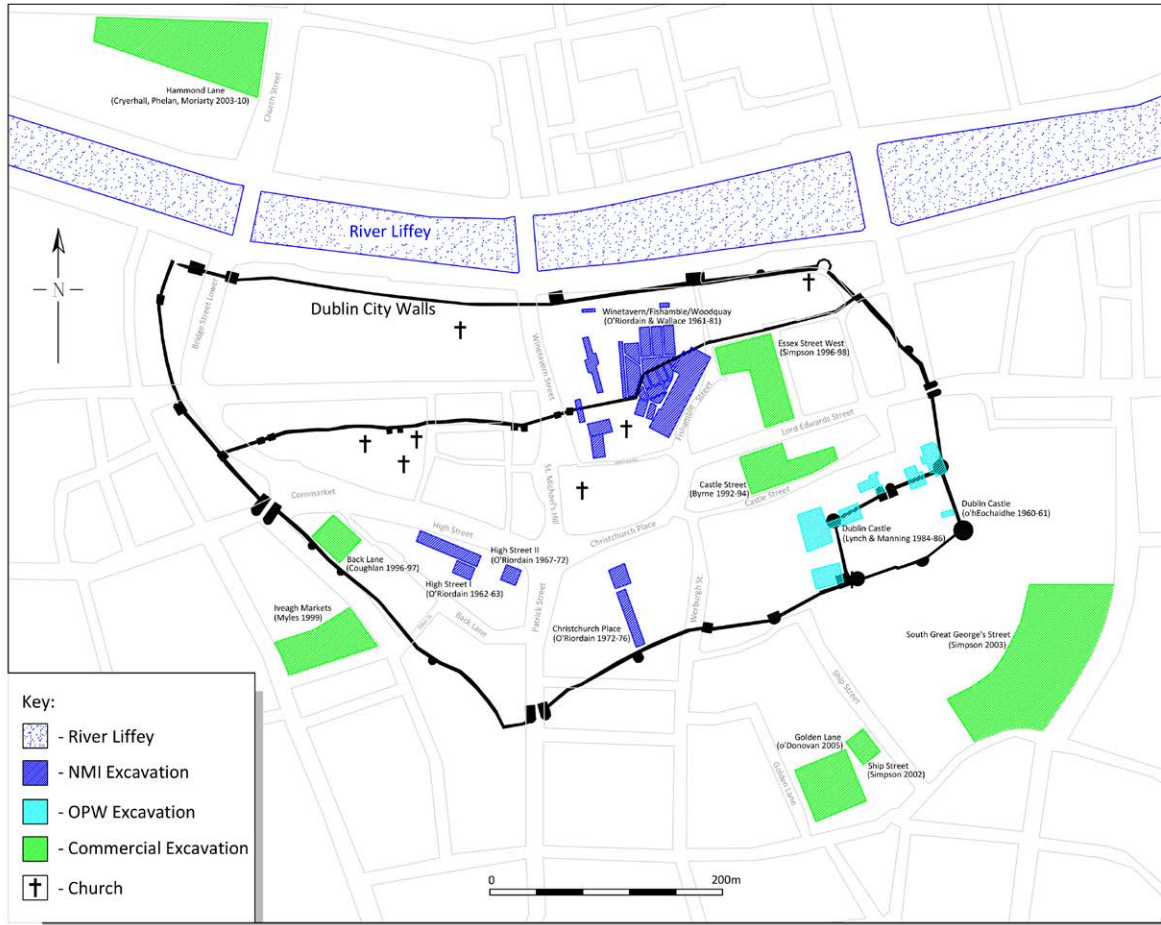 Hammond Lane
(Cryerhall, Phelan, Moriarty 2003-10)
Church Street
River Liffey
N
Bridge Street Lower
Dublin City Walls
Winetavern/Fishamble/Woodquay
(O'Riordain & Wallace 1961-81)
Winetavern Street
Fishamble Street
Essex Street West
(Simpson 1996-98)
Lord Edwards Street
Castle Street
(Byrne 1992-94)
Castle Street
Cornmarket
St. Michael's Hill
High Street
Christchurch Place
Dublin Castle
(o'hEochaidhe 1960-61)
Dublin Castle
(Lynch & Manning 1984-86)
High Street II
(O'Riordain 1967-72)
Back Lane
(Coughlan 1996-97)
High Street I
(O'Riordain 1962-63)
Iveagh Markets
(Myles 1999)
Back Lane
Patrick Street
Christchurch Place
(O'Riordain 1972-76)
Werburgh St.
South Great George's Street
(Simpson 2003)
Ship Street
Golden Lane
(o'Donovan 2005)
Ship Street
(Simpson 2002)
Golden Lane
Key:
- River Liffey
- NMI Excavation
- OPW Excavation
- Commercial Excavation
- Church
0
200m